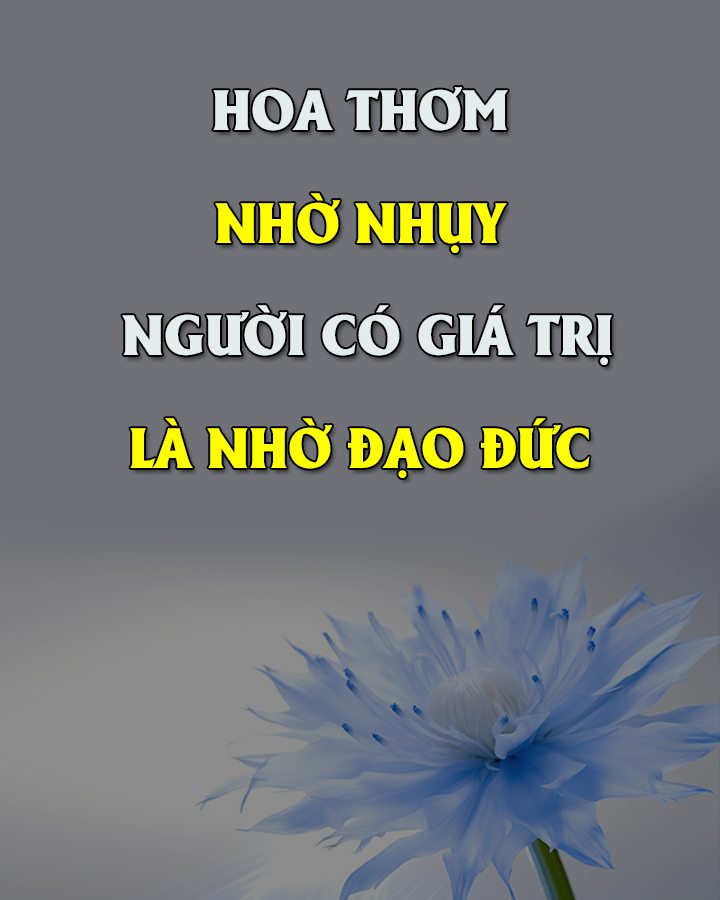 HOA THƠM
NHỜ NHỤY
NGƯỜI CÓ GIÁ TRỊ
LÀ NHỜ ĐẠO ĐỨC